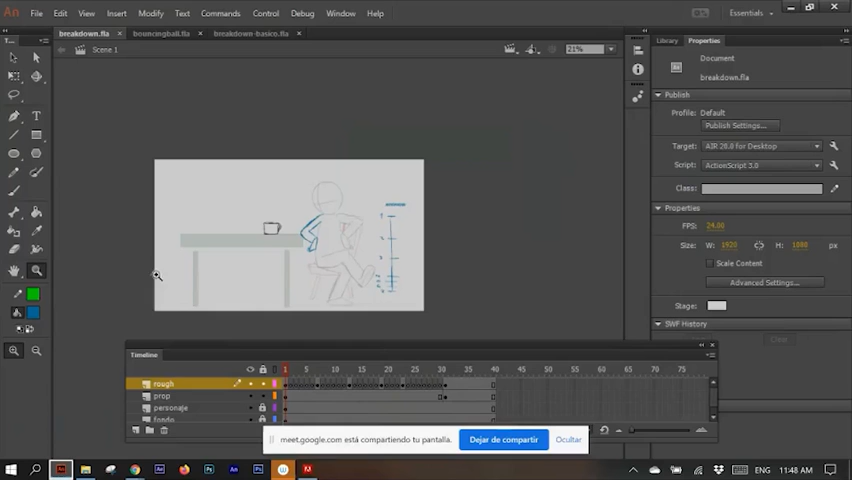 An File Edit View Insert Modify Text Commands Control Debug Window Help Essentials
breakdown.fla × bouncingball.fla × breakdown-basico.fla ×
Scene 1 21%
Library Properties
Document
breakdown.fla
Publish
Profile: Default
Publish Settings...
Target: AIR 28.0 for Desktop
Script: ActionScript 3.0
Class:
Properties
FPS: 24.00
Size: W: 1920 H: 1080 px
Scale Content
Advanced Settings...
Stage:
SWF History
Clear
Timeline
1 5 10 15 20 25 30 35 40 45 50 55 60 65 70 75
rough
prop
personaje
fondo
meet.google.com está compartiendo tu pantalla. Dejar de compartir Ocultar
ENG 11:48 AM